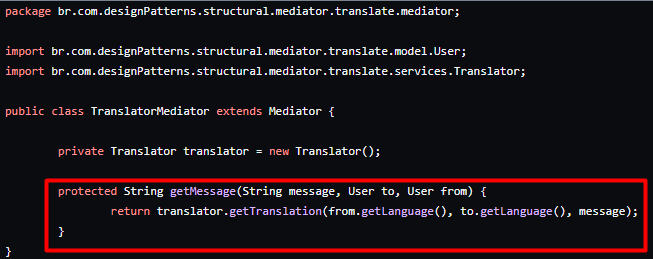 package br.com.designPatterns.structural.mediator.translate.mediator;
import br.com.designPatterns.structural.mediator.translate.model.User;
import br.com.designPatterns.structural.mediator.translate.services.Translator;
public class TranslatorMediator extends Mediator {
private Translator translator = new Translator();
protected String getMessage(String message, User to, User from) {
return translator.getTranslation(from.getLanguage(), to.getLanguage(), message);
}
}